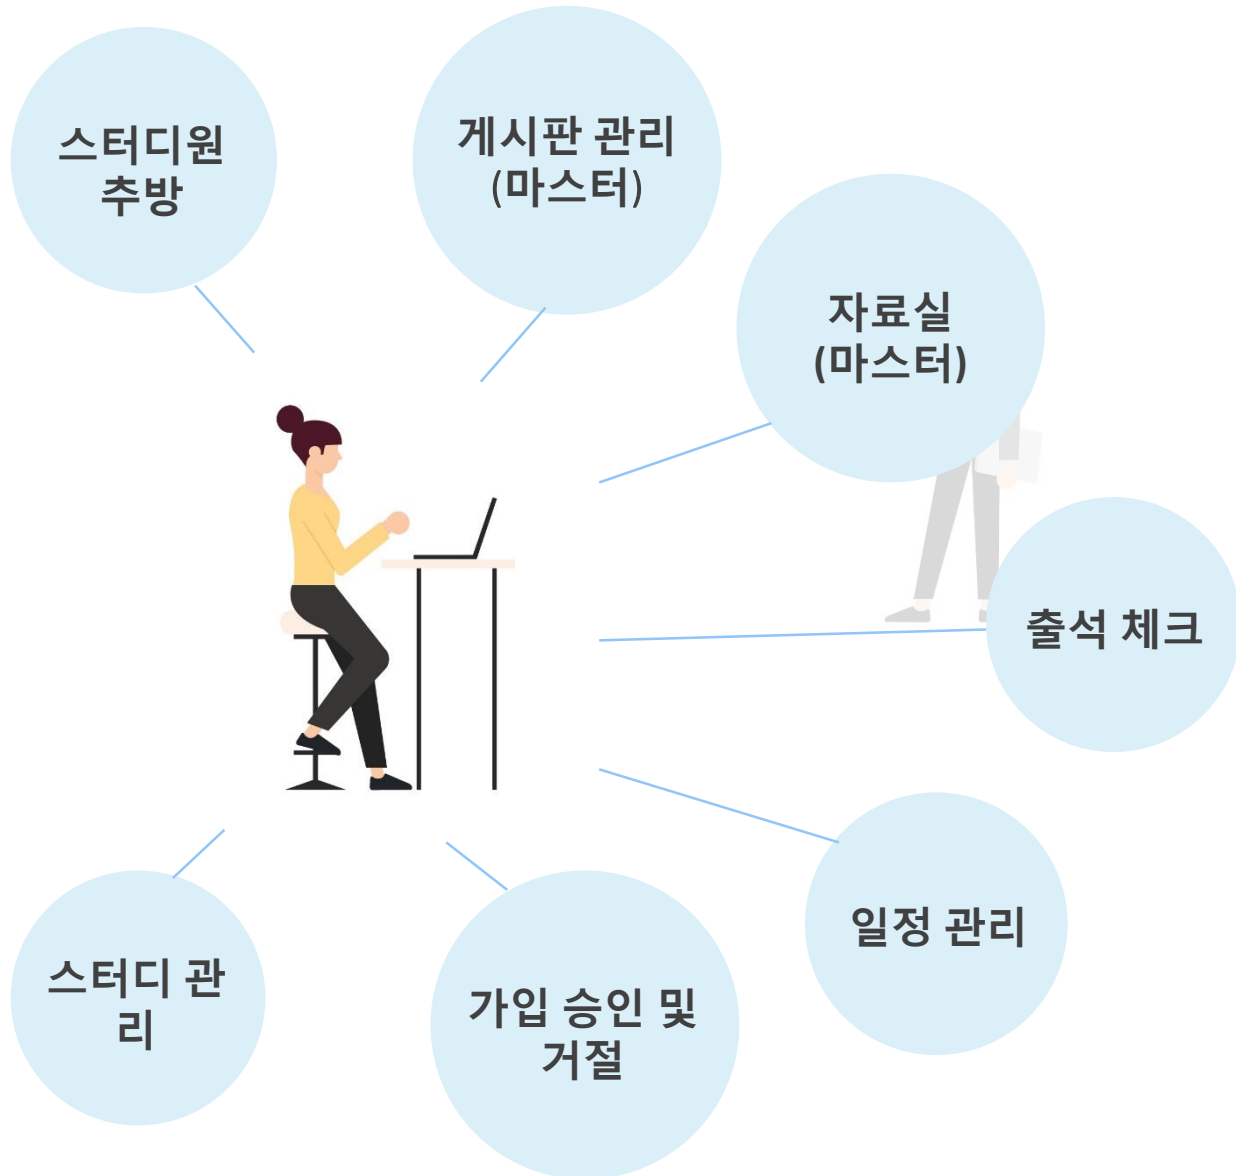 스터디원
추방
게시판 관리
(마스터)
자료실
(마스터)
출석 체크
일정 관리
스터디 관
리
가입 승인 및
거절